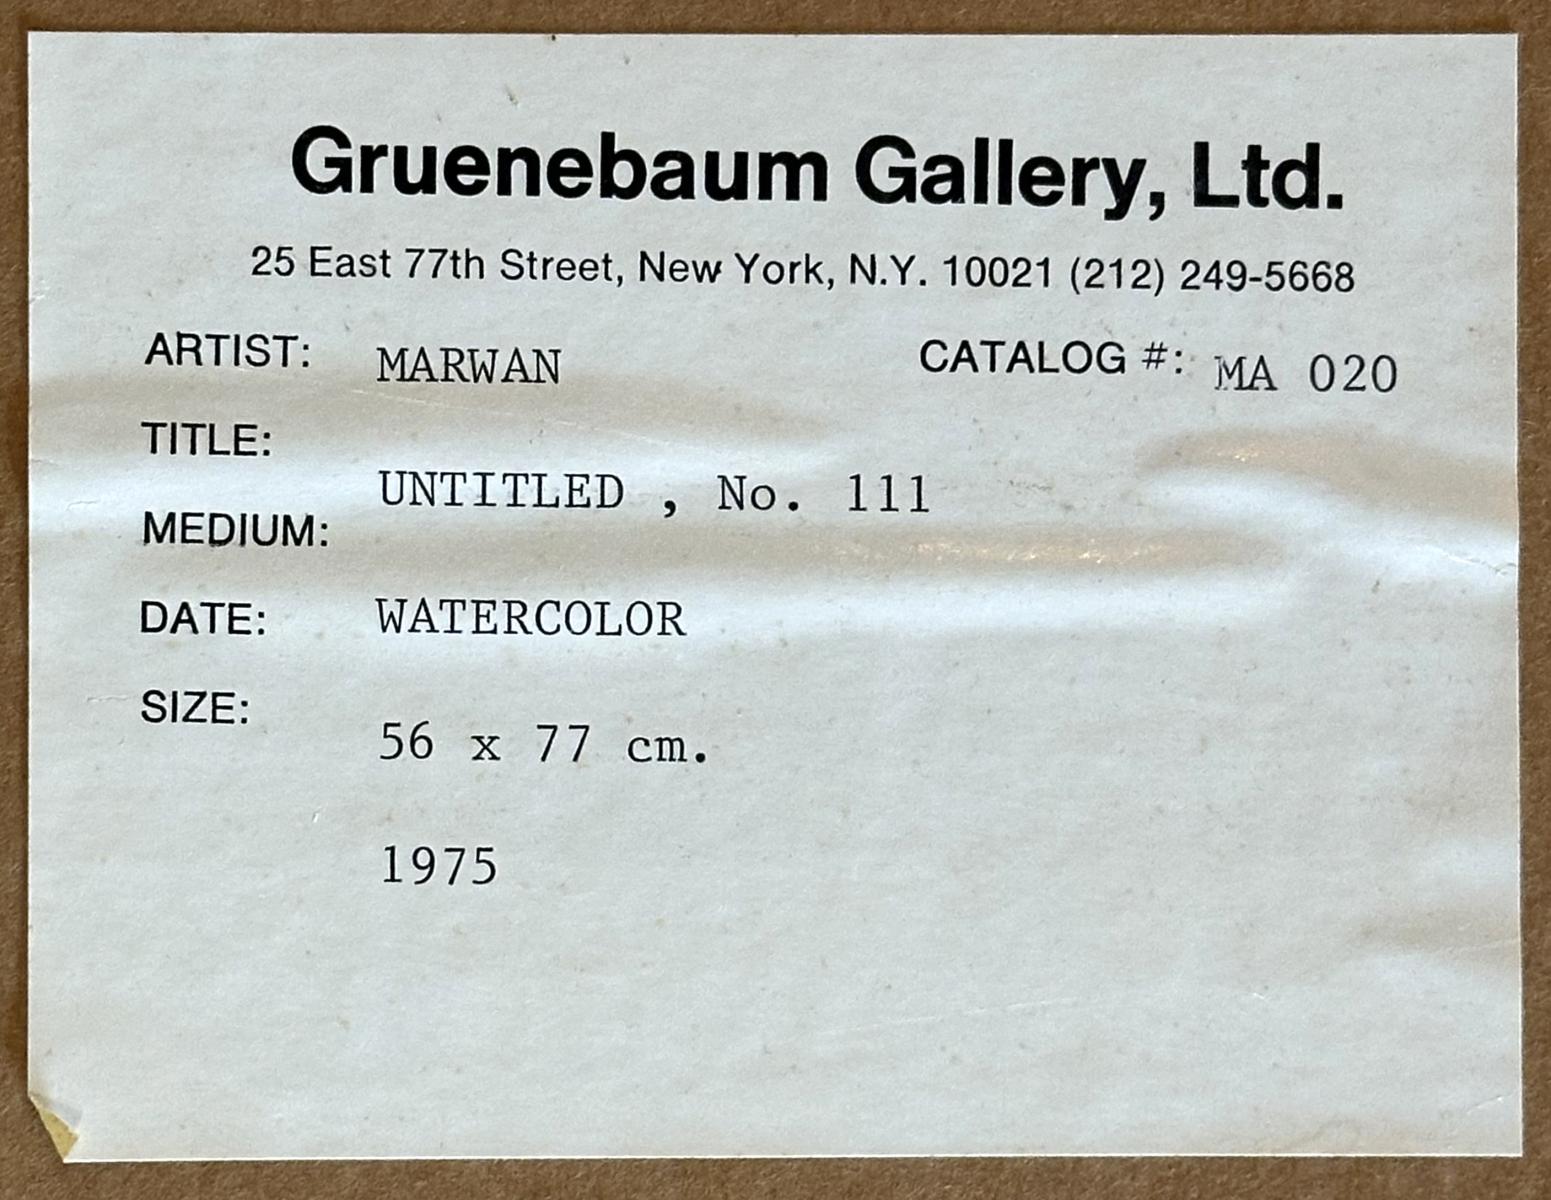 Gruenebaum Gallery, Ltd.
25 East 77th Street, New York, N.Y. 10021 (212) 249-5668
ARTIST: MARWAN CATALOG #: MA 020
TITLE:
UNTITLED , No. 111
MEDIUM:
DATE: WATERCOLOR
SIZE:
56 x 77 cm.
1975